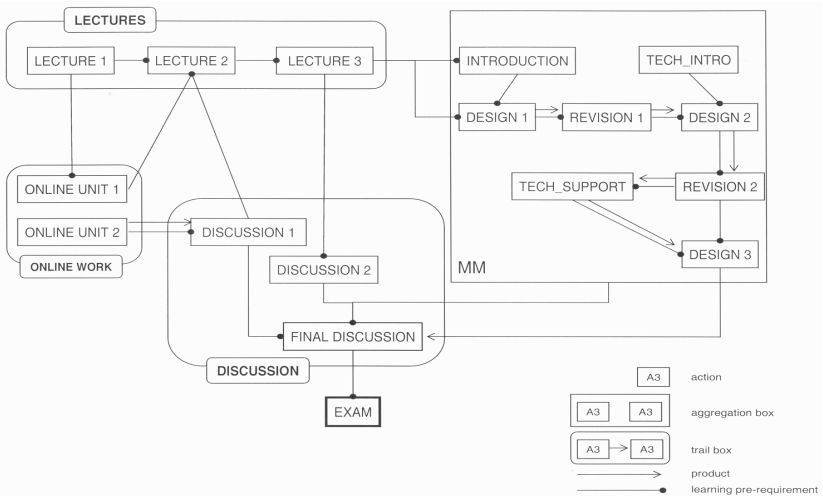 LECTURES
LECTURE 1
LECTURE 2
LECTURE 3
INTRODUCTION
TECH_INTRO
DESIGN 1
REVISION 1
DESIGN 2
ONLINE UNIT 1
TECH_SUPPORT
REVISION 2
ONLINE UNIT 2
DISCUSSION 1
DESIGN 3
ONLINE WORK
DISCUSSION 2
MM
FINAL DISCUSSION
DISCUSSION
EXAM
A3 action
A3 A3 aggregation box
A3 A3 trail box
product
learning pre-requirement